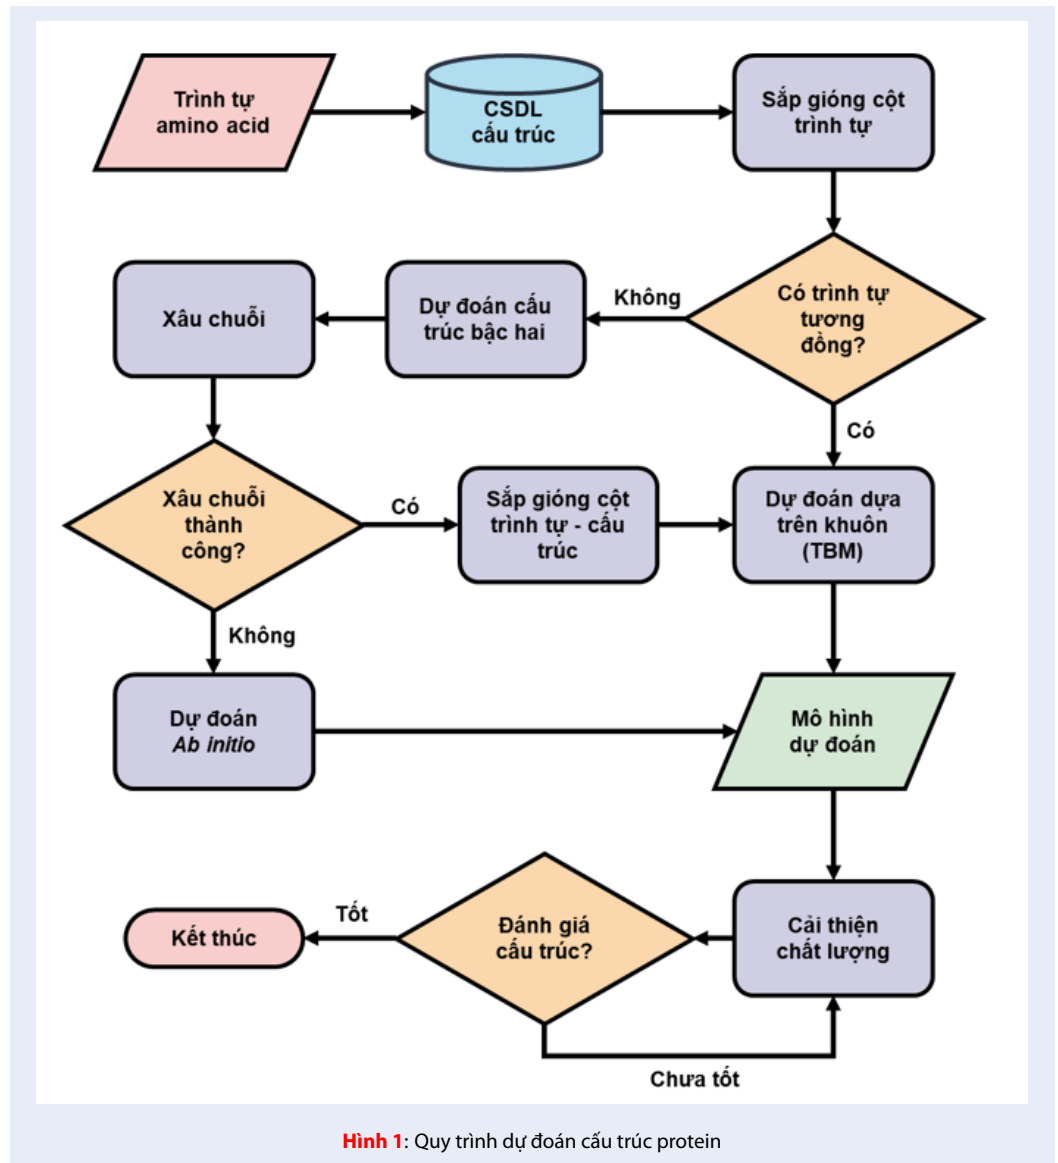 Trình tự
amino acid
CSDL
cấu trúc
Sắp gióng cột
trình tự
Có trình tự
tương
đồng?
Không
Dự đoán cấu
trúc bậc hai
Xâu chuỗi
Có
Xâu chuỗi
thành
công?
Có
Sắp gióng cột
trình tự - cấu
trúc
Dự đoán dựa
trên khuôn
(TBM)
Không
Dự đoán
Ab initio
Mô hình
dự đoán
Cải thiện
chất lượng
Đánh giá
cấu trúc?
Tốt
Kết thúc
Chưa tốt
Hình 1: Quy trình dự đoán cấu trúc protein